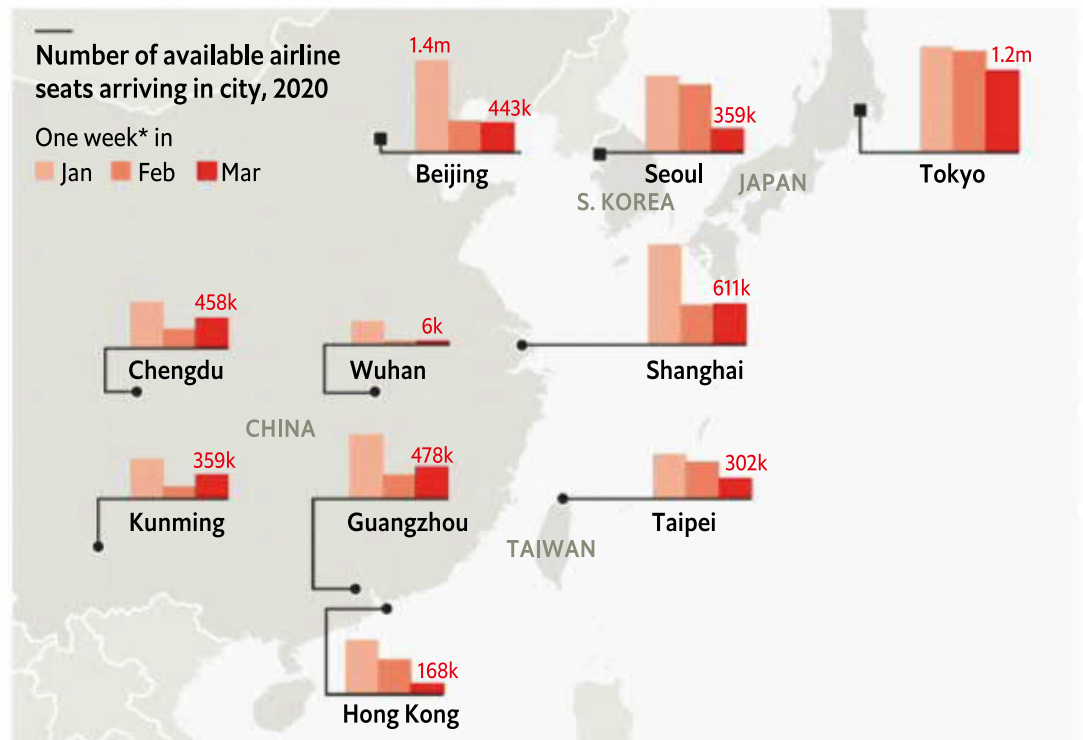 Number of available airline
seats arriving in city, 2020
One week* in
Jan Feb Mar
1.4m
443k
Beijing
359k
Seoul
1.2m
Tokyo
S. KOREA
JAPAN
458k
Chengdu
6k
Wuhan
611k
Shanghai
CHINA
359k
Kunming
478k
Guangzhou
302k
Taipei
TAIWAN
168k
Hong Kong